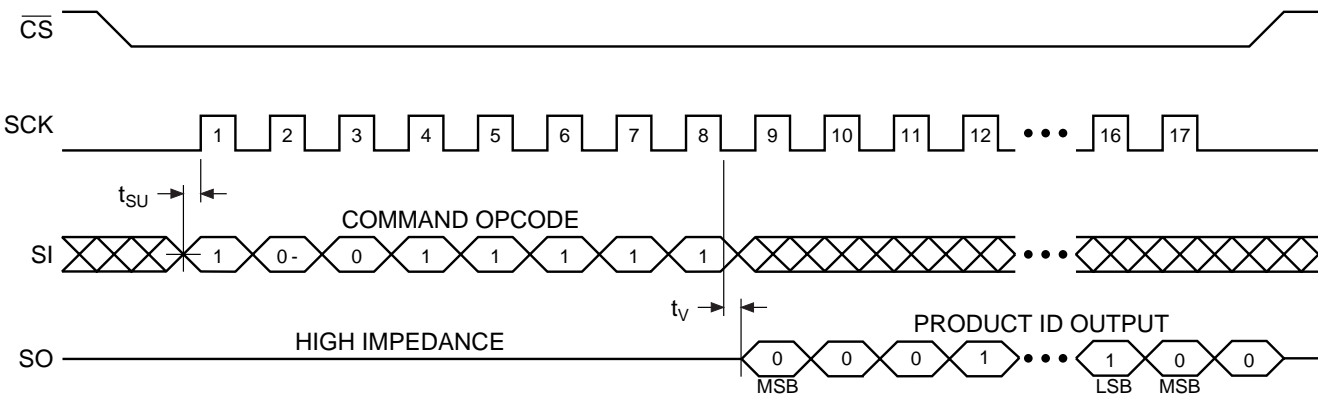 CS
SCK 1 2 3 4 5 6 7 8 9 10 11 12 ••• 16 17
tSU
COMMAND OPCODE
SI 1 0- 0 1 1 1 1 1 •••
tV
HIGH IMPEDANCE PRODUCT ID OUTPUT
SO 0 0 0 1 ••• 1 0 0
MSB LSB MSB